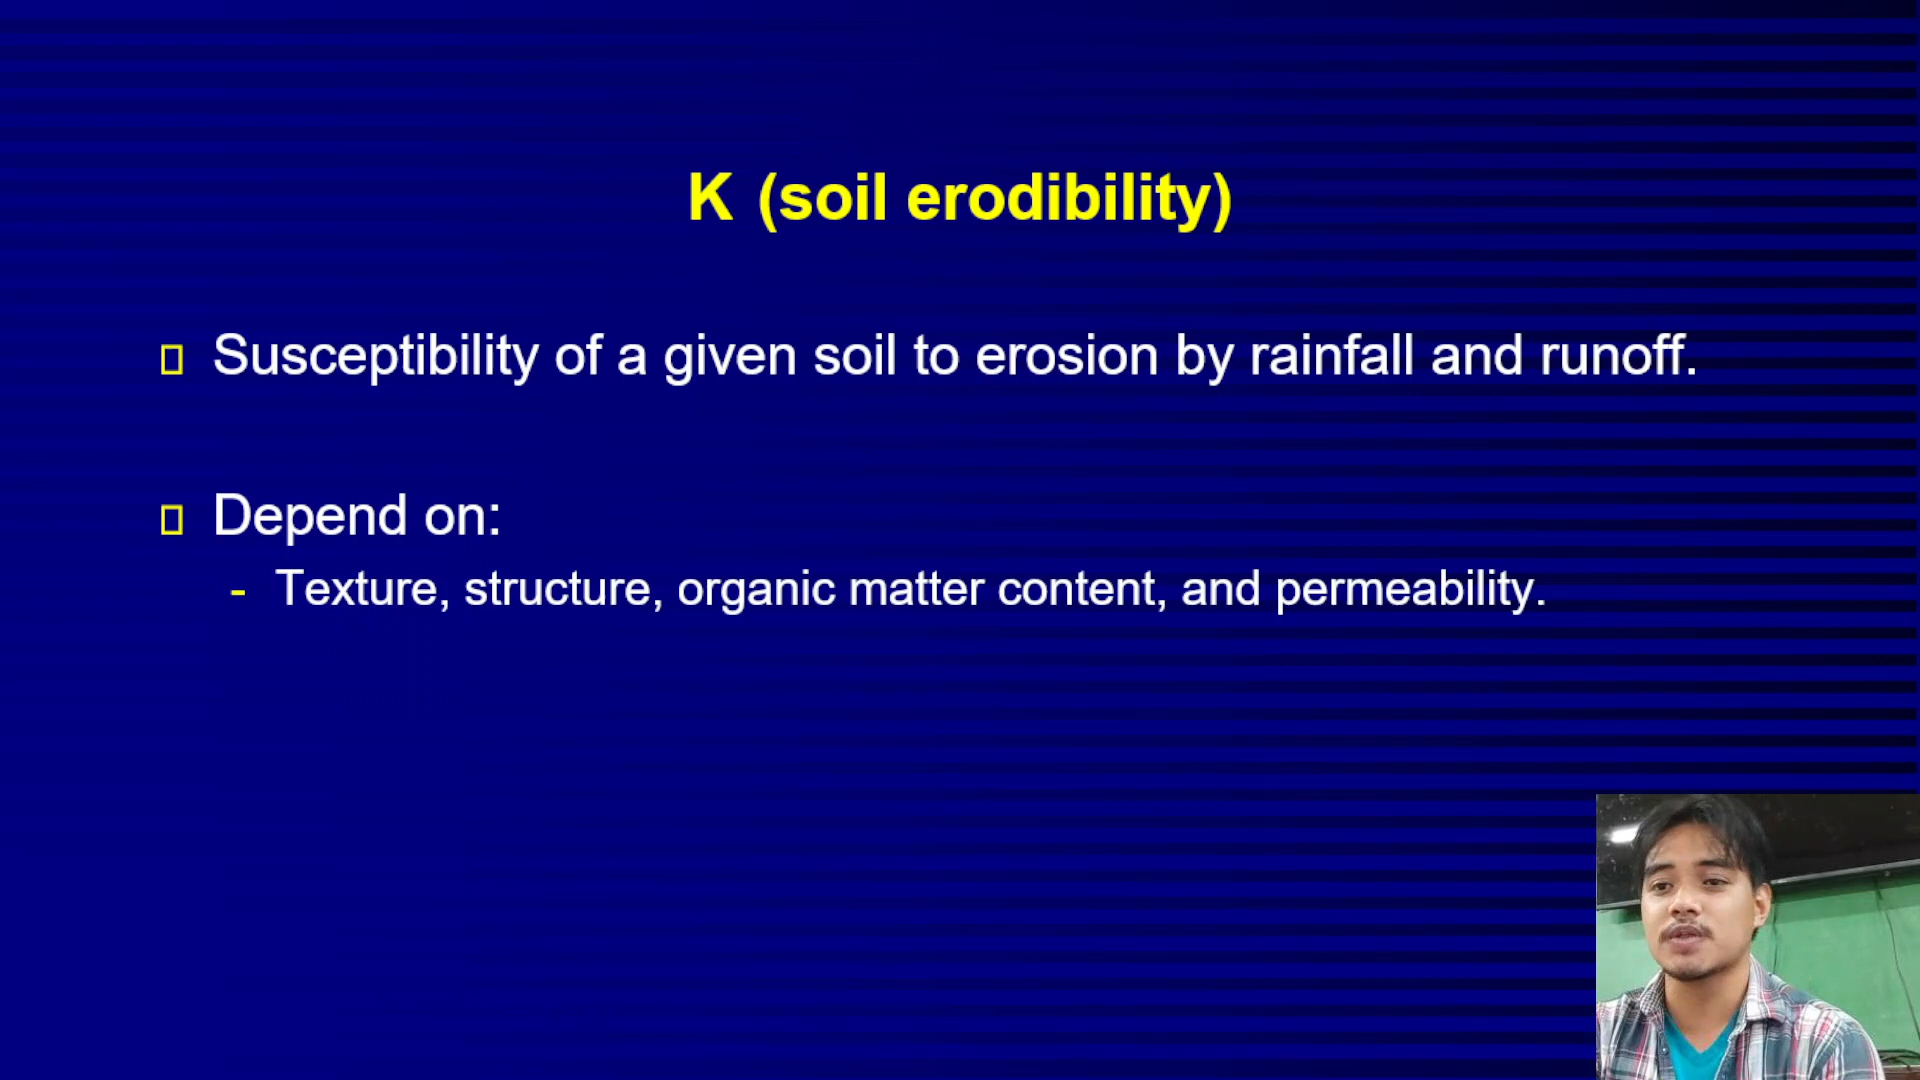 K (soil erodibility)
Susceptibility of a given soil to erosion by rainfall and runoff.
Depend on:
- Texture, structure, organic matter content, and permeability.